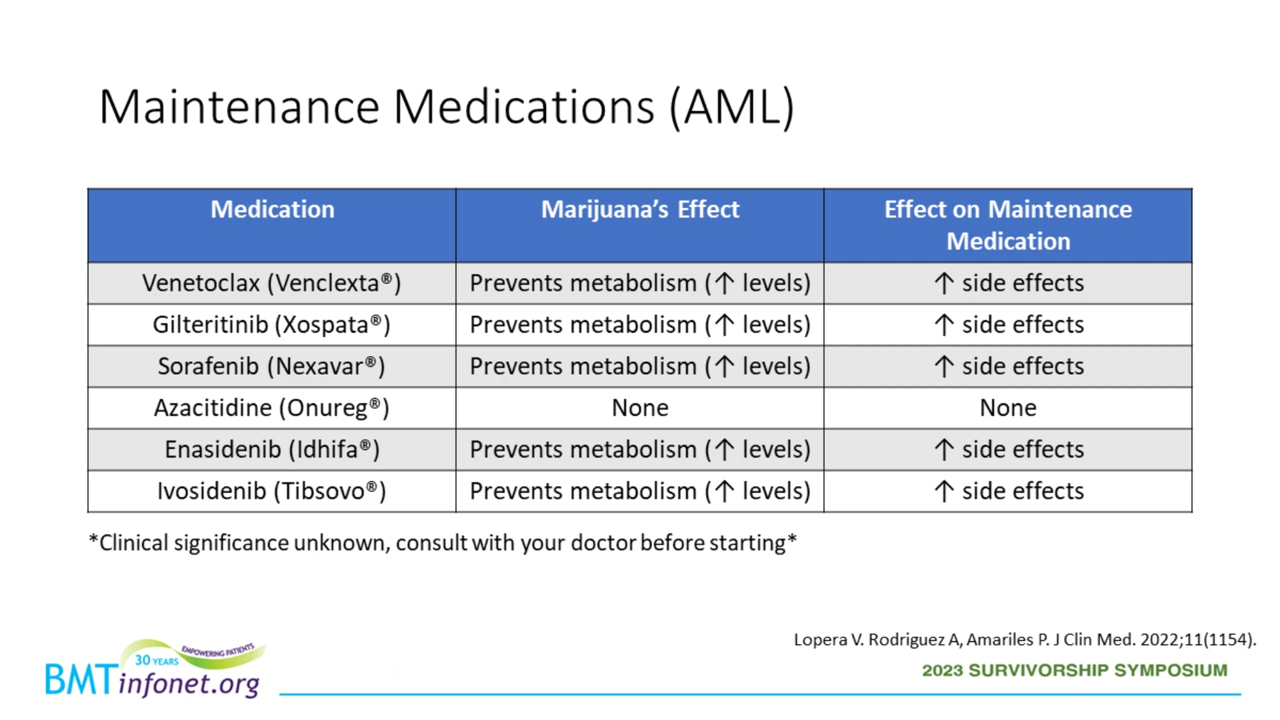 Maintenance Medications (AML)
Medication Marijuana's Effect Effect on Maintenance Medication
Venetoclax (Venclexta®) Prevents metabolism (↑ levels) ↑ side effects
Gilteritinib (Xospata®) Prevents metabolism (↑ levels) ↑ side effects
Sorafenib (Nexavar®) Prevents metabolism (↑ levels) ↑ side effects
Azacitidine (Onureg®) None None
Enasidenib (Idhifa®) Prevents metabolism (↑ levels) ↑ side effects
Ivosidenib (Tibsovo®) Prevents metabolism (↑ levels) ↑ side effects
*Clinical significance unknown, consult with your doctor before starting*
Lopera V. Rodriguez A, Amariles P. J Clin Med. 2022;11(1154).
30 YEARS EMPOWERING PATIENTS
BMTinfonet.org
2023 SURVIVORSHIP SYMPOSIUM